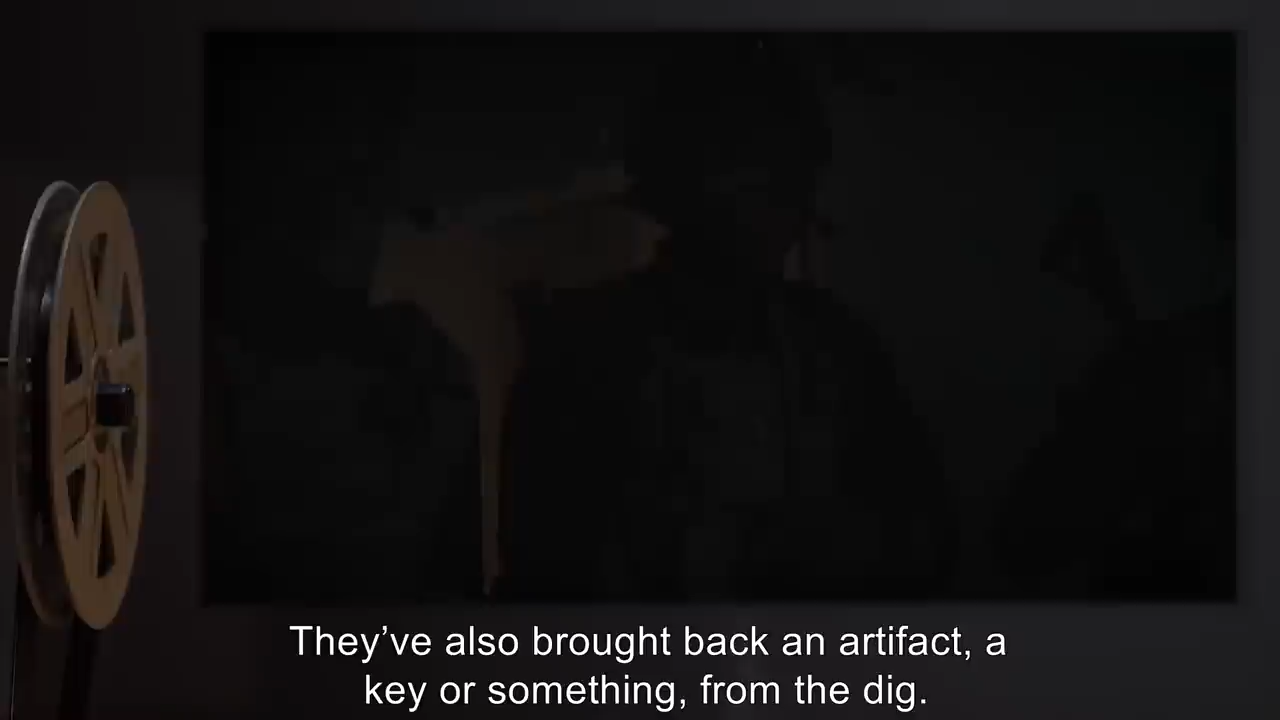 They’ve also brought back an artifact, a
key or something, from the dig.